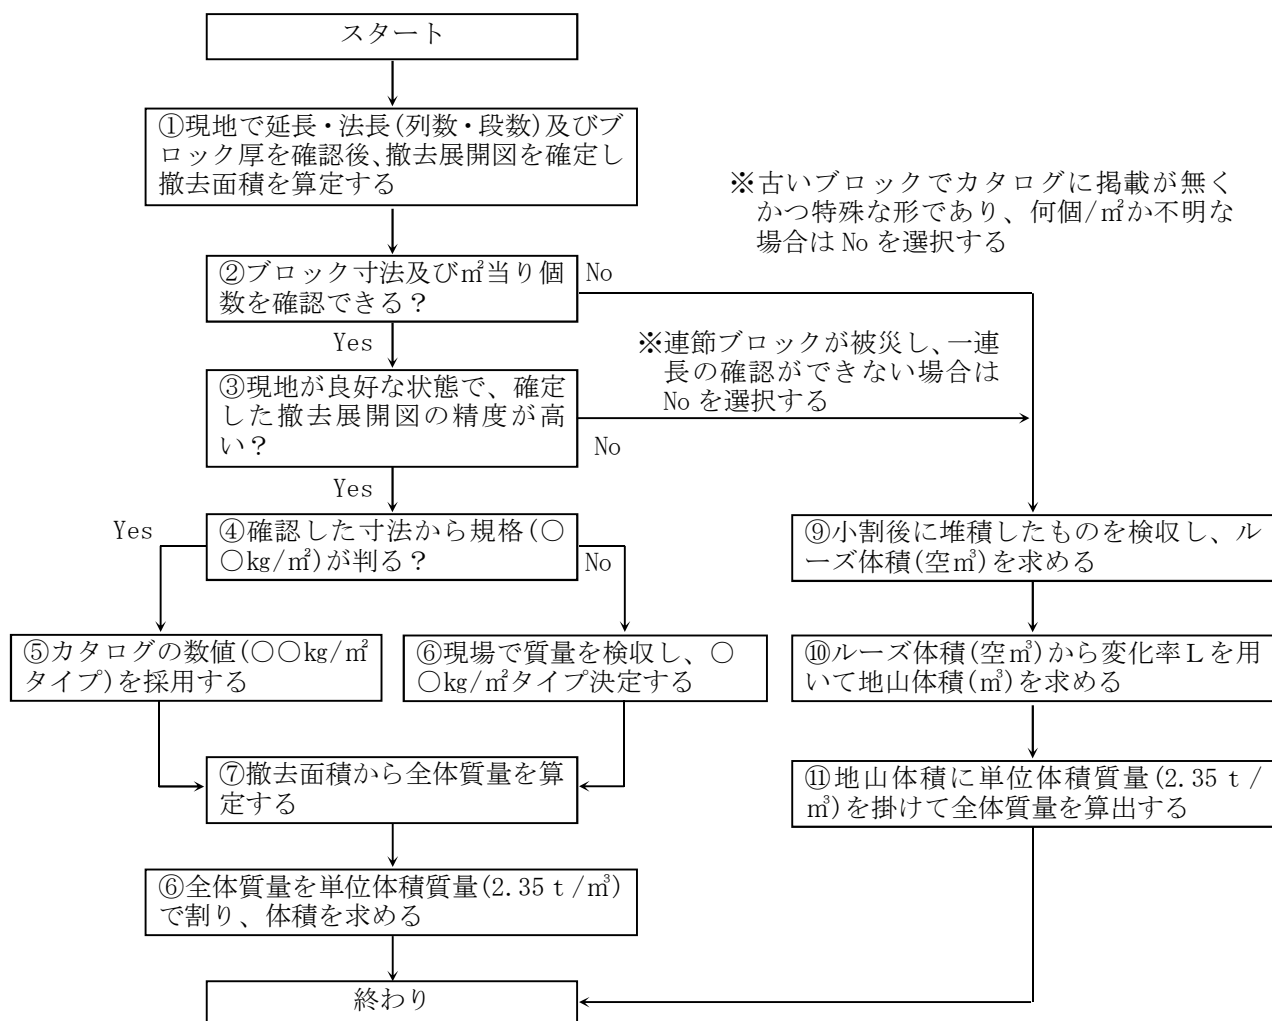 スタート
①現地で延長・法長(列数・段数)及びブ
ロック厚を確認後、撤去展開図を確定し
撤去面積を算定する
※古いブロックでカタログに掲載が無く
かつ特殊な形であり、何個/㎡か不明な
場合は No を選択する
②ブロック寸法及び㎡当り個
数を確認できる？
No
Yes
※連節ブロックが被災し、一連
長の確認ができない場合は
No を選択する
③現地が良好な状態で、確定
した撤去展開図の精度が高
い？
No
Yes
④確認した寸法から規格(○
○㎏/㎡)が判る？
Yes
No
⑤カタログの数値(○○㎏/㎡
タイプ)を採用する
⑥現場で質量を検収し、○
○㎏/㎡タイプ決定する
⑦撤去面積から全体質量を算
定する
⑥全体質量を単位体積質量(2.35ｔ/㎥)
で割り、体積を求める
⑨小割後に堆積したものを検収し、ル
ーズ体積(空㎥)を求める
⑩ルーズ体積(空㎥)から変化率Ｌを用
いて地山体積(㎥)を求める
⑪地山体積に単位体積質量(2.35ｔ/
㎥)を掛けて全体質量を算出する
終わり